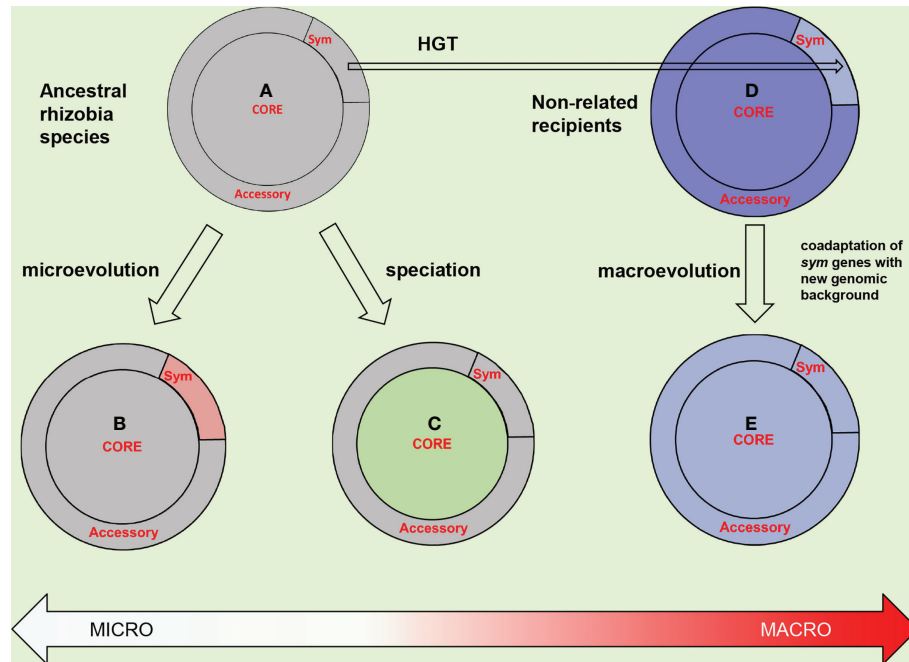 Sym
HGT
Sym
Ancestral
rhizobia
species
A
CORE
Non-related
recipients
D
CORE
Accessory
Accessory
microevolution
speciation
macroevolution
coadaptation of
sym genes with
new genomic
background
Sym
B
CORE
Accessory
Sym
C
CORE
Accessory
Sym
E
CORE
Accessory
MICRO
MACRO